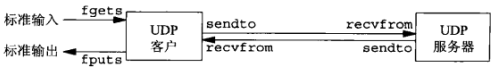 标准输入 fgets
UDP
客户
sendto
recvfrom
recvfrom
sendto
UDP
服务器
标准输出 fputs